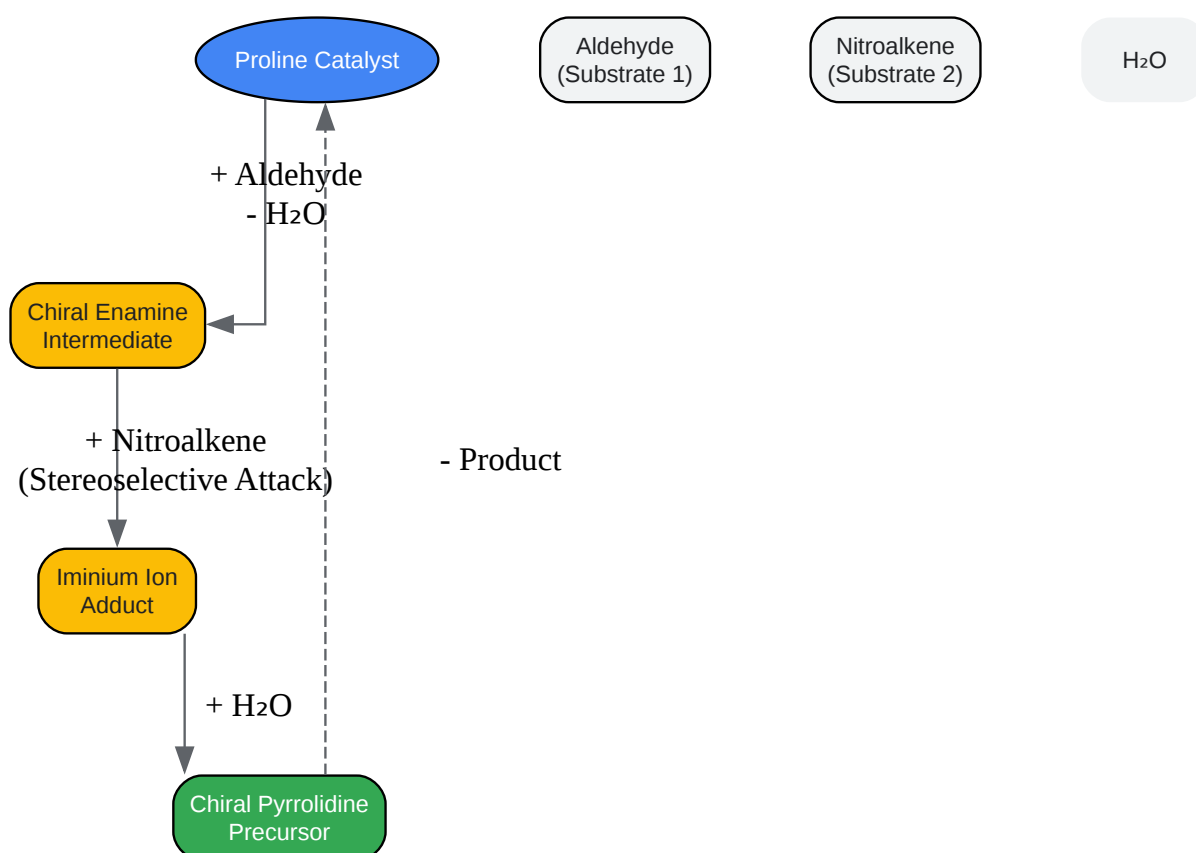 Proline Catalyst
Aldehyde
(Substrate 1)
Nitroalkene
(Substrate 2)
H₂O
+ Aldehyde
- H₂O
Chiral Enamine
Intermediate
+ Nitroalkene
(Stereoselective Attack)
- Product
Iminium Ion
Adduct
+ H₂O
Chiral Pyrrolidine
Precursor